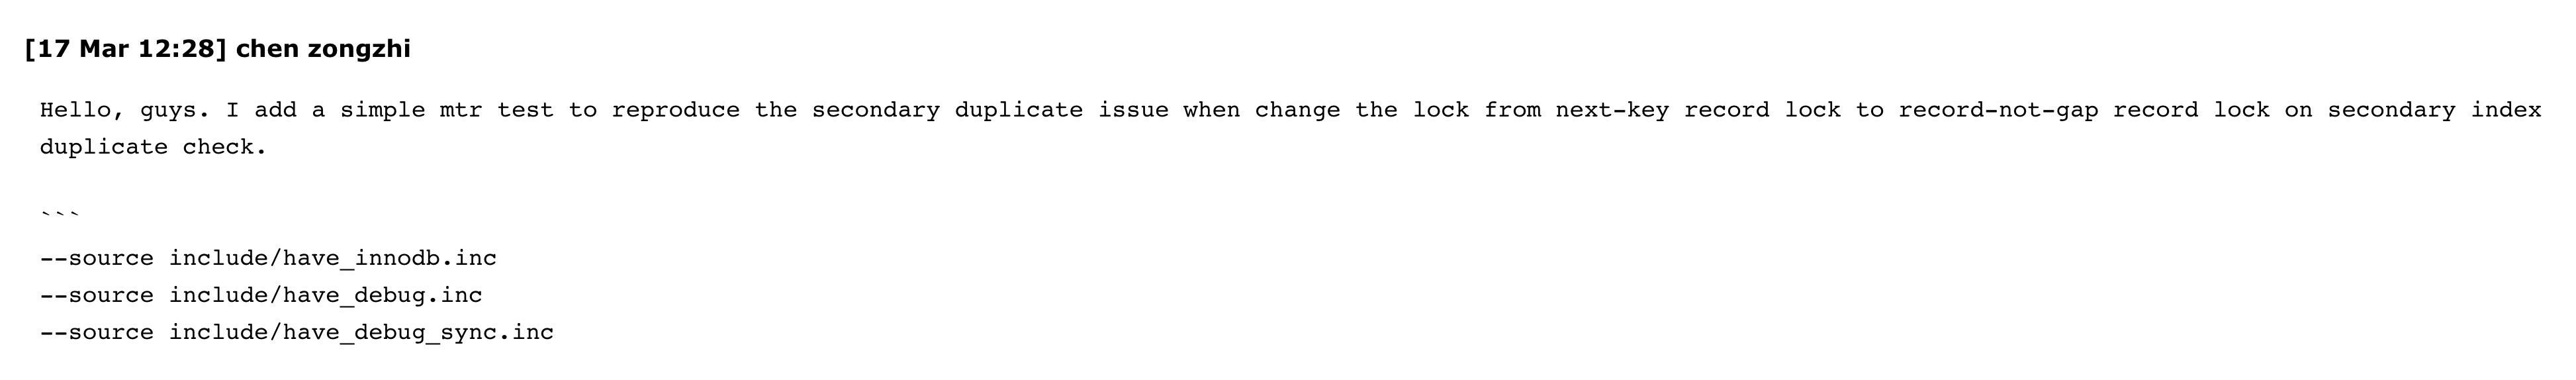 [17 Mar 12:28] chen zongzhi
Hello, guys. I add a simple mtr test to reproduce the secondary duplicate issue when change the lock from next-key record lock to record-not-gap record lock on secondary index
duplicate check.
```
--source include/have_innodb.inc
--source include/have_debug.inc
--source include/have_debug_sync.inc